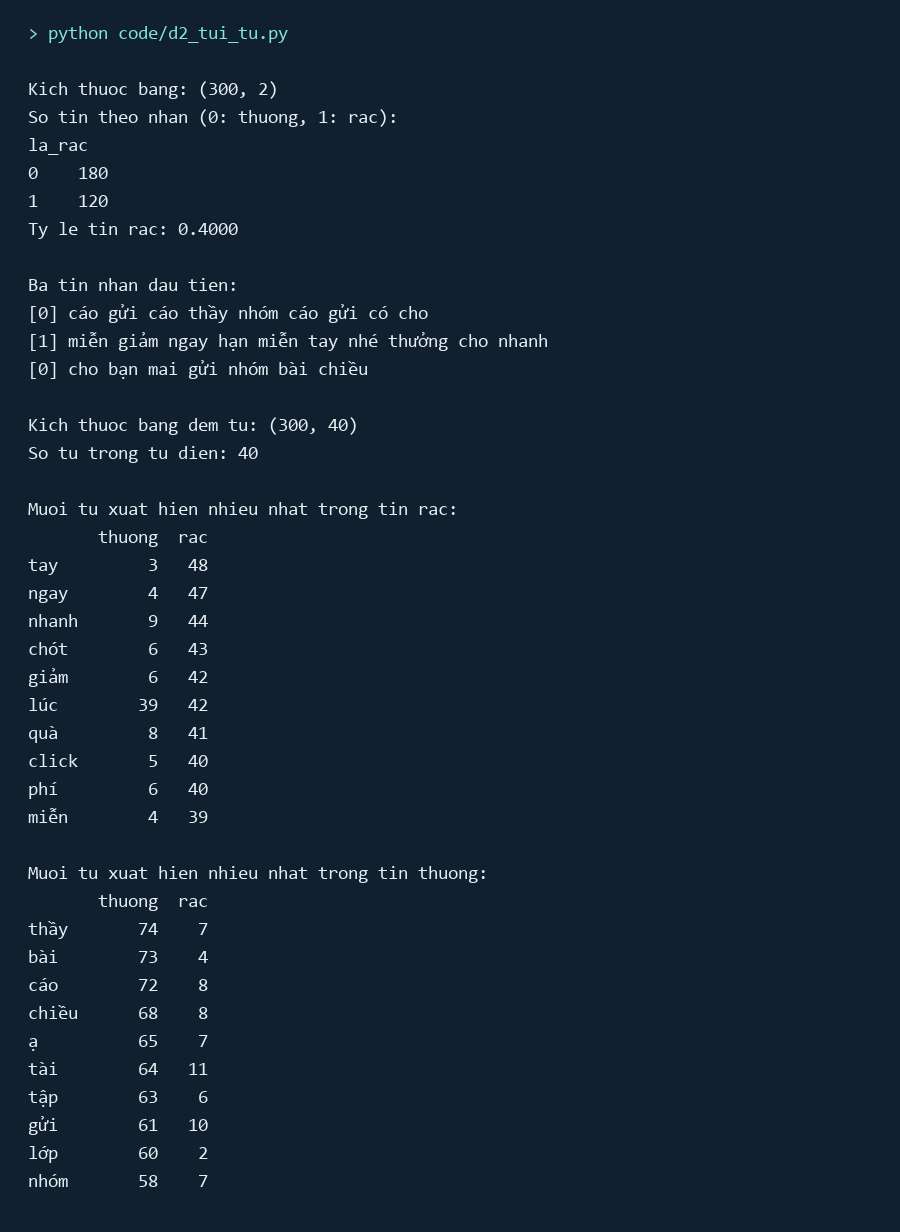 > python code/d2_tui_tu.py
Kich thuoc bang: (300, 2)
So tin theo nhan (0: thuong, 1: rac):
la_rac
0    180
1    120
Ty le tin rac: 0.4000
Ba tin nhan dau tien:
[0] cáo gửi cáo thầy nhóm cáo gửi có cho
[1] miễn giảm ngay hạn miễn tay nhé thưởng cho nhanh
[0] cho bạn mai gửi nhóm bài chiều
Kich thuoc bang dem tu: (300, 40)
So tu trong tu dien: 40
Muoi tu xuat hien nhieu nhat trong tin rac:
       thuong  rac
tay         3   48
ngay        4   47
nhanh       9   44
chót        6   43
giảm        6   42
lúc        39   42
quà         8   41
click       5   40
phí         6   40
miễn        4   39
Muoi tu xuat hien nhieu nhat trong tin thuong:
       thuong  rac
thầy       74    7
bài        73    4
cáo        72    8
chiều      68    8
ạ          65    7
tài        64   11
tập        63    6
gửi        61   10
lớp        60    2
nhóm       58    7